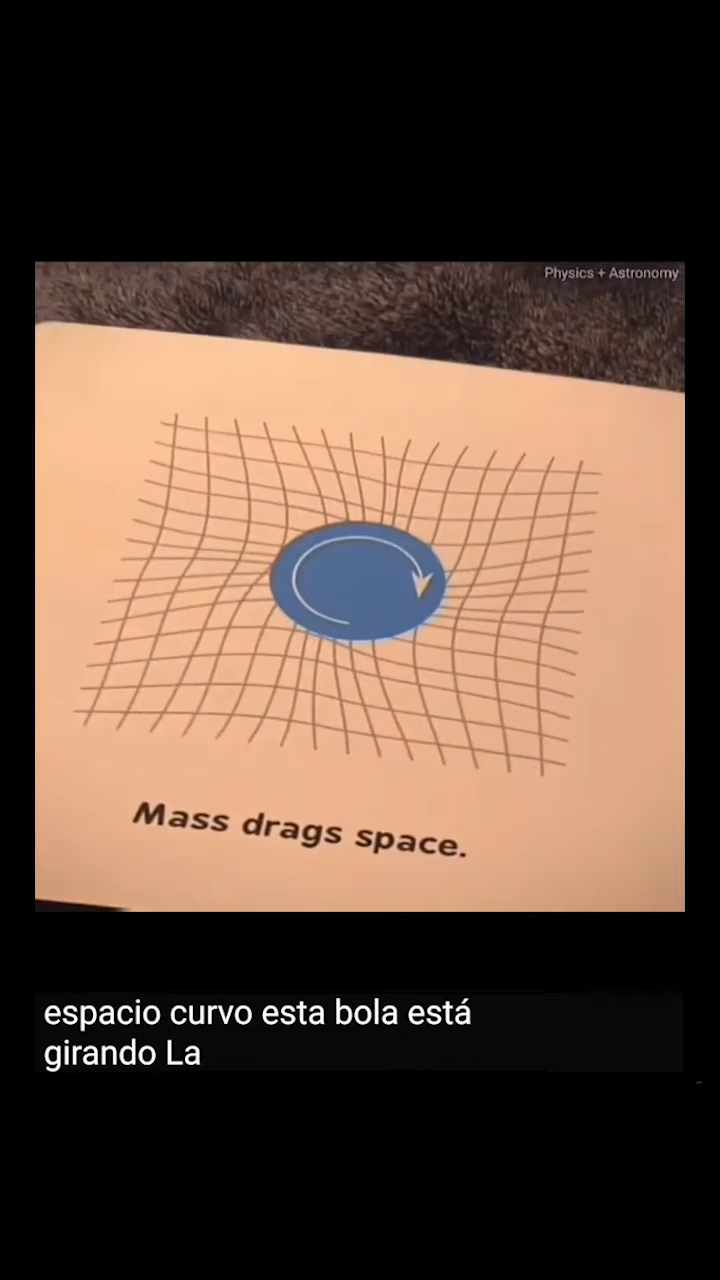 Physics + Astronomy
Mass drags space.
espacio curvo esta bola está
girando La